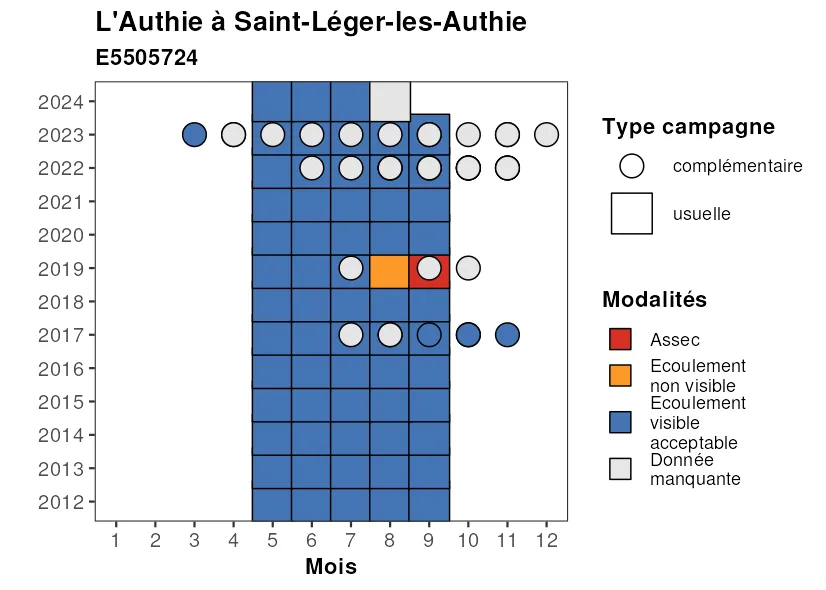 L'Authie à Saint-Léger-les-Authie
E5505724
2024
2023
2022
2021
2020
2019
2018
2017
2016
2015
2014
2013
2012
1 2 3 4 5 6 7 8 9 10 11 12
Mois
Type campagne
complémentaire
usuelle
Modalités
Assec
Ecoulement
non visible
Ecoulement
visible
acceptable
Donnée
manquante